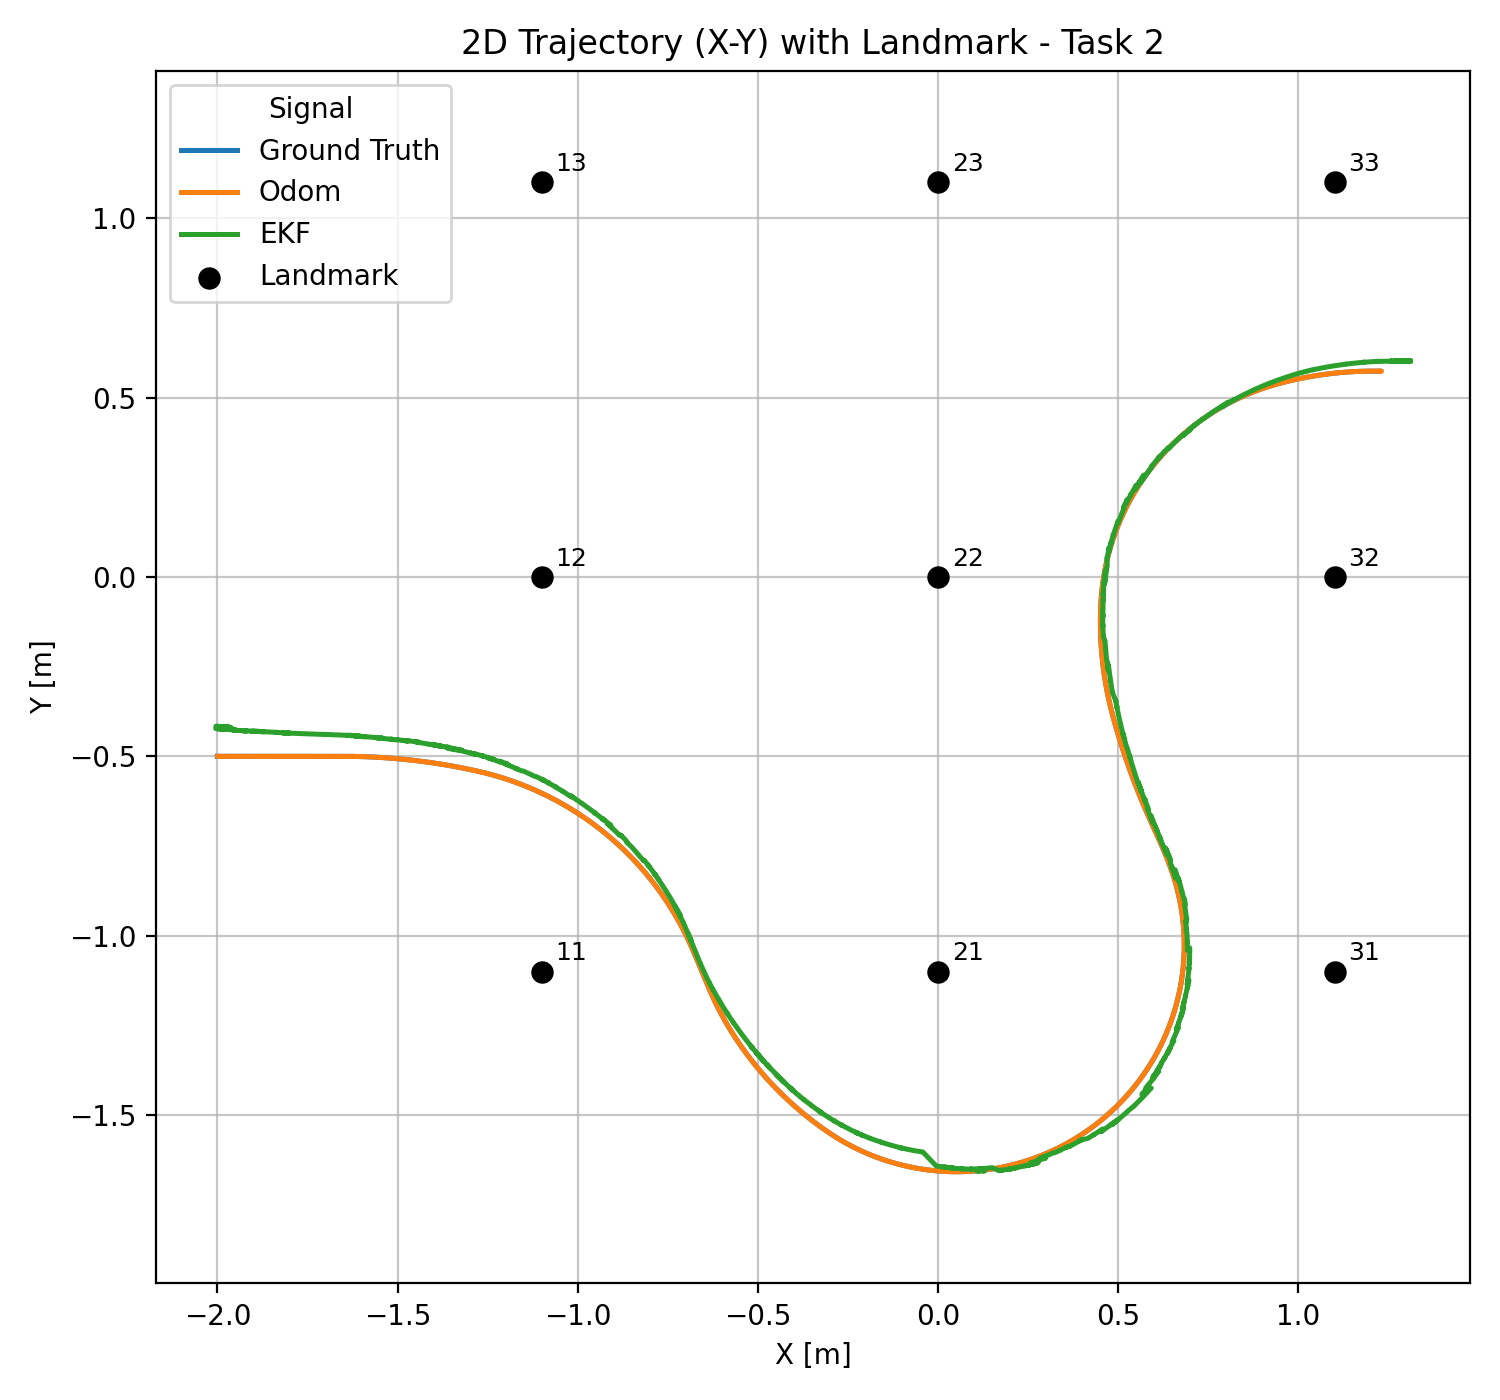 2D Trajectory (X-Y) with Landmark - Task 2
Signal
Ground Truth
Odom
EKF
Landmark
13
23
33
12
22
32
11
21
31
1.0
0.5
0.0
−0.5
−1.0
−1.5
Y [m]
−2.0
−1.5
−1.0
−0.5
0.0
0.5
1.0
X [m]